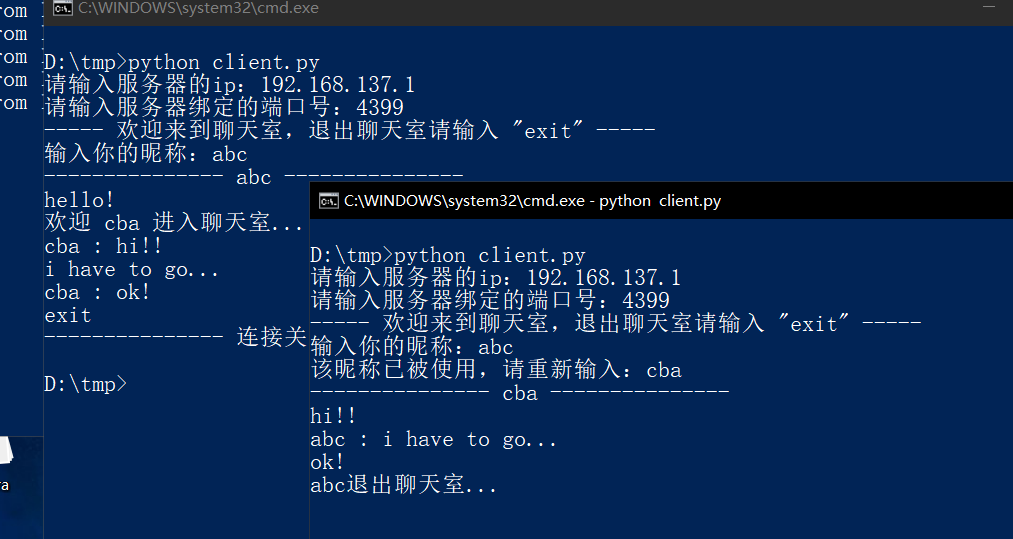 rom
rom
rom
rom
rom
C:\WINDOWS\system32\cmd.exe
D:\tmp>python client.py
请输入服务器的ip：192.168.137.1
请输入服务器绑定的端口号：4399
----- 欢迎来到聊天室，退出聊天室请输入 "exit" -----
输入你的昵称：abc
--------------- abc ---------------
hello!
欢迎 cba 进入聊天室...
cba : hi!!
i have to go...
cba : ok!
exit
--------------- 连接关
D:\tmp>
C:\WINDOWS\system32\cmd.exe - python  client.py
D:\tmp>python client.py
请输入服务器的ip：192.168.137.1
请输入服务器绑定的端口号：4399
----- 欢迎来到聊天室，退出聊天室请输入 "exit" -----
输入你的昵称：abc
该昵称已被使用，请重新输入：cba
--------------- cba ---------------
hi!!
abc : i have to go...
ok!
abc退出聊天室...